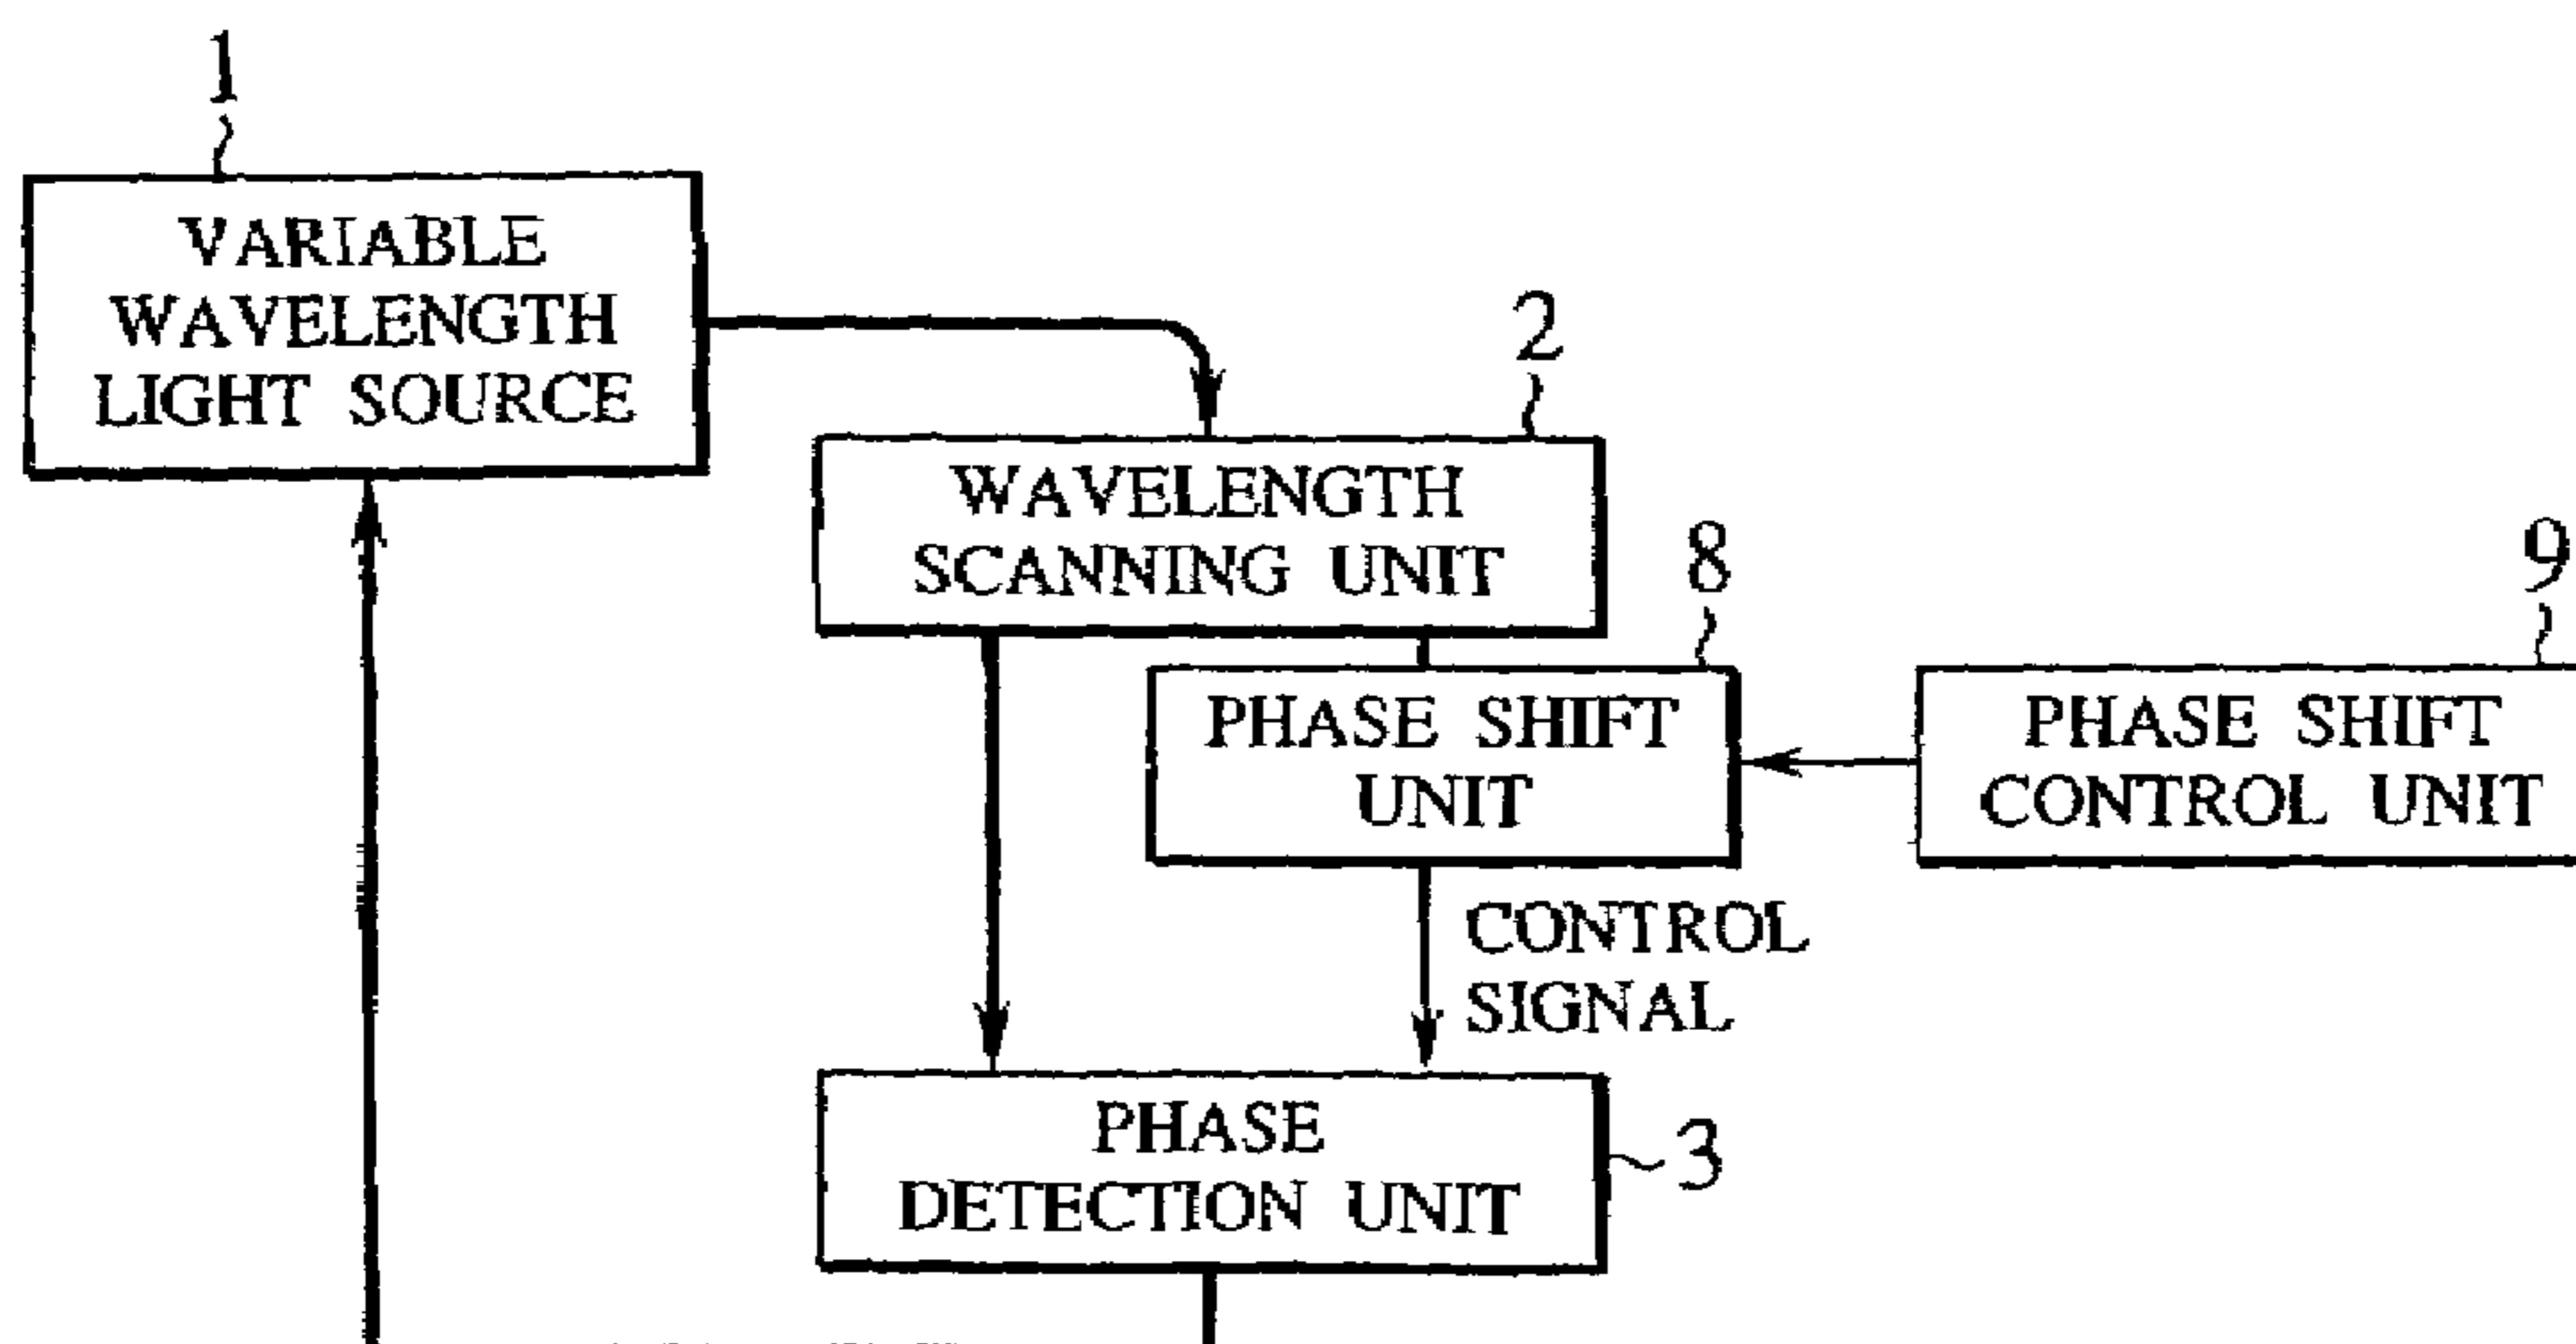 1
VARIABLE
WAVELENGTH
LIGHT SOURCE
2
WAVELENGTH
SCANNING UNIT
8
PHASE SHIFT
UNIT
9
PHASE SHIFT
CONTROL UNIT
CONTROL
SIGNAL
PHASE
DETECTION UNIT
3